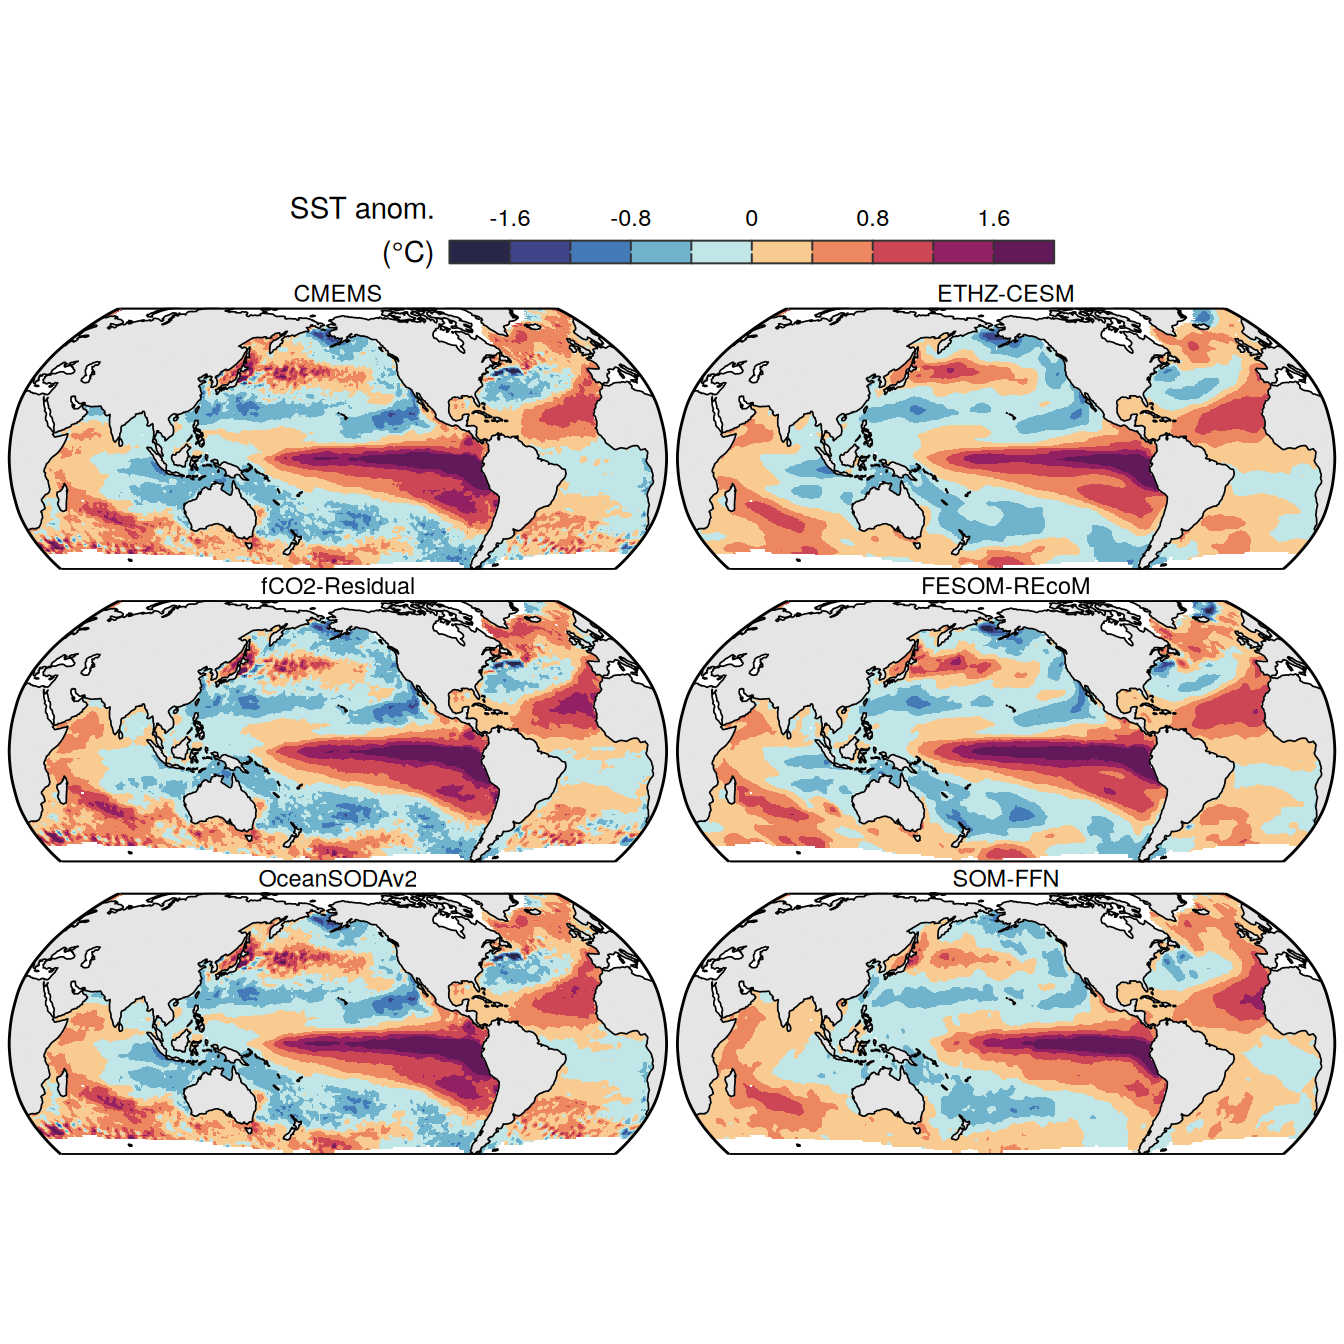 SST anom.
(°C)
-1.6 -0.8 0 0.8 1.6
CMEMS
ETHZ-CESM
fCO2-Residual
FESOM-REcoM
OceanSODAv2
SOM-FFN